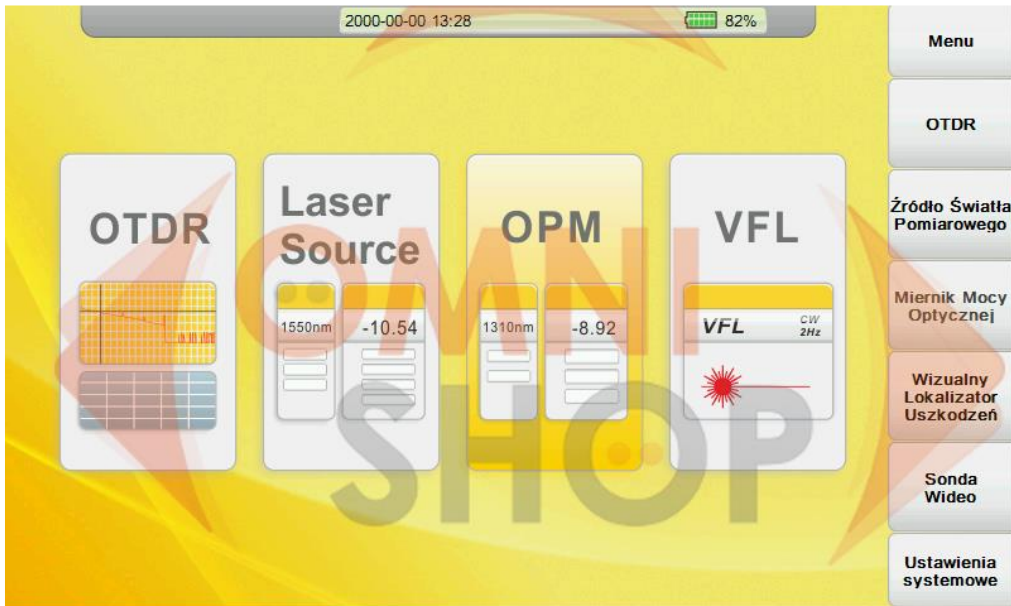 2000-00-00 13:28
82%
Menu
OTDR
Źródło Światła
Pomiarowego
Miernik Mocy
Optycznej
Wizualny
Lokalizator
Uszkodzeń
Sonda
Wideo
Ustawienia
systemowe
OTDR
Laser
Source
1550nm
-10.54
OPM
1310nm
-8.92
VFL
VFL
CW
2Hz
OMNI
SHOP